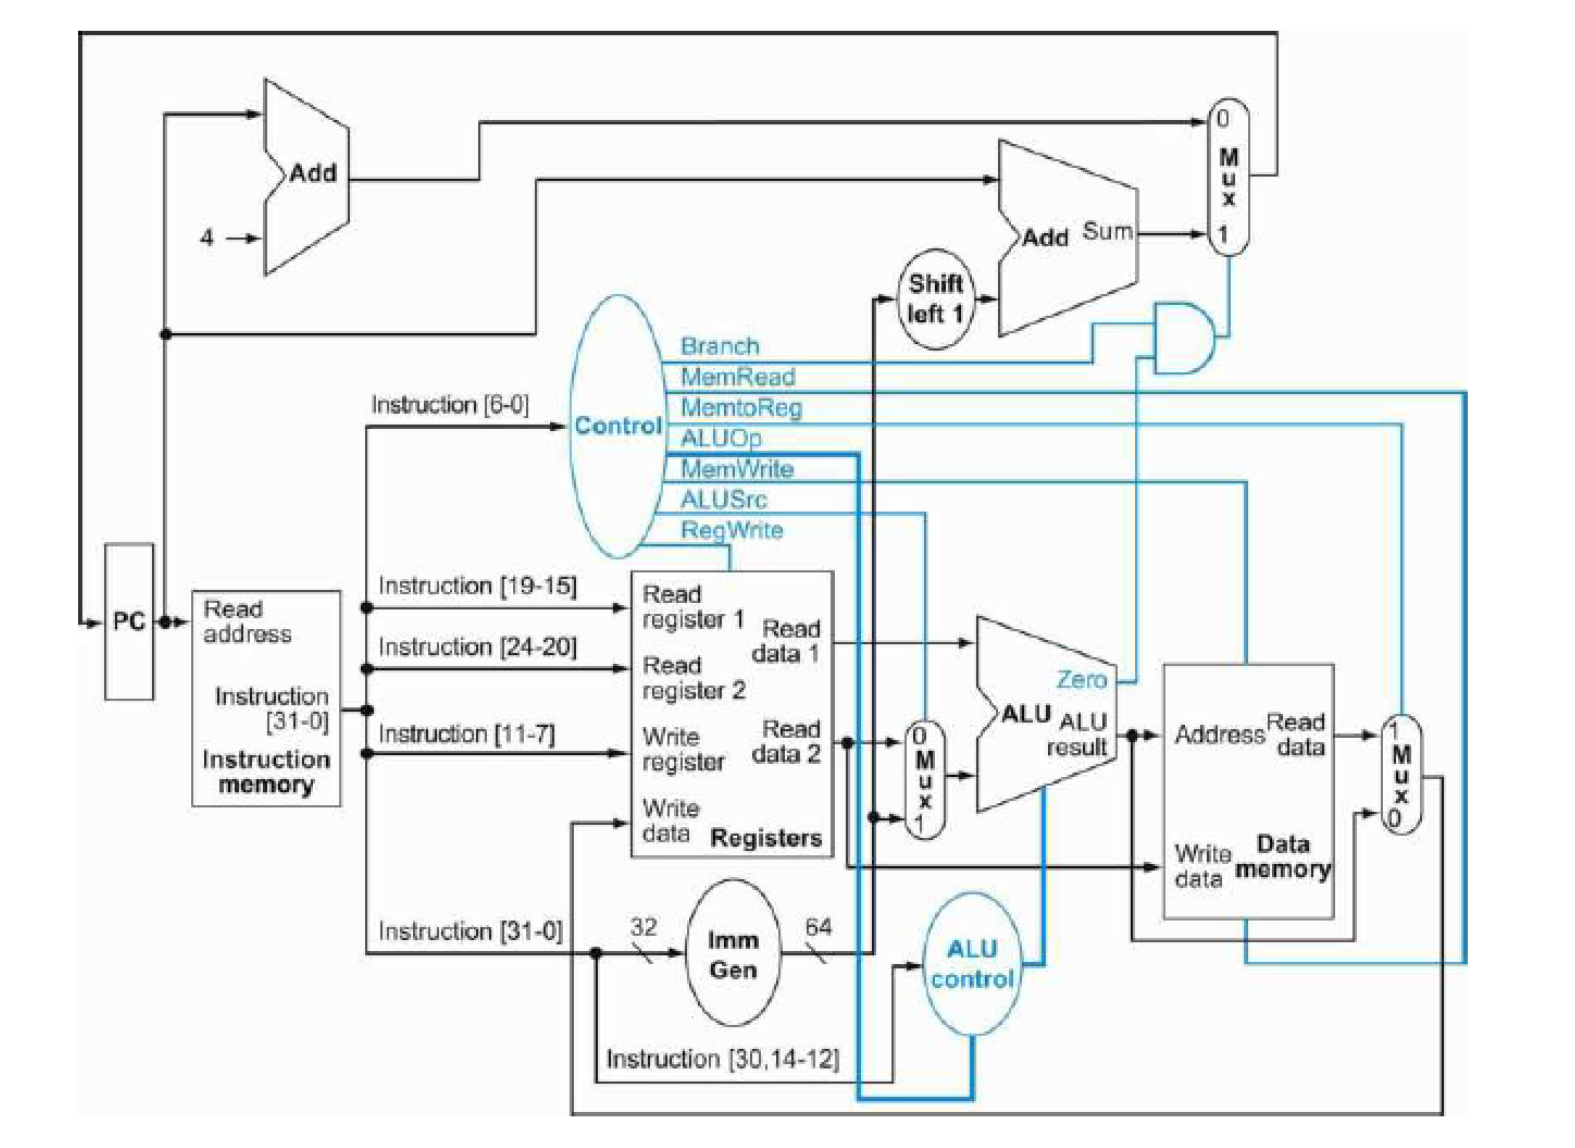 0
M
u
x
1
Add
4
Add Sum
Shift
left 1
Branch
MemRead
MemtoReg
ALUOp
MemWrite
ALUSrc
RegWrite
Control
Instruction [6-0]
Instruction [19-15]
Instruction [24-20]
Instruction [11-7]
Instruction [31-0]
PC
Read
address
Instruction
[31-0]
Instruction
memory
Read
register 1
Read
register 2
Write
register
Write
data
Read
data 1
Read
data 2
Registers
0
M
u
x
1
Zero
ALU
ALU
result
Address
Read
data
Write
data
Data
memory
1
M
u
x
0
32
Imm
Gen
64
ALU
control
Instruction [30,14-12]